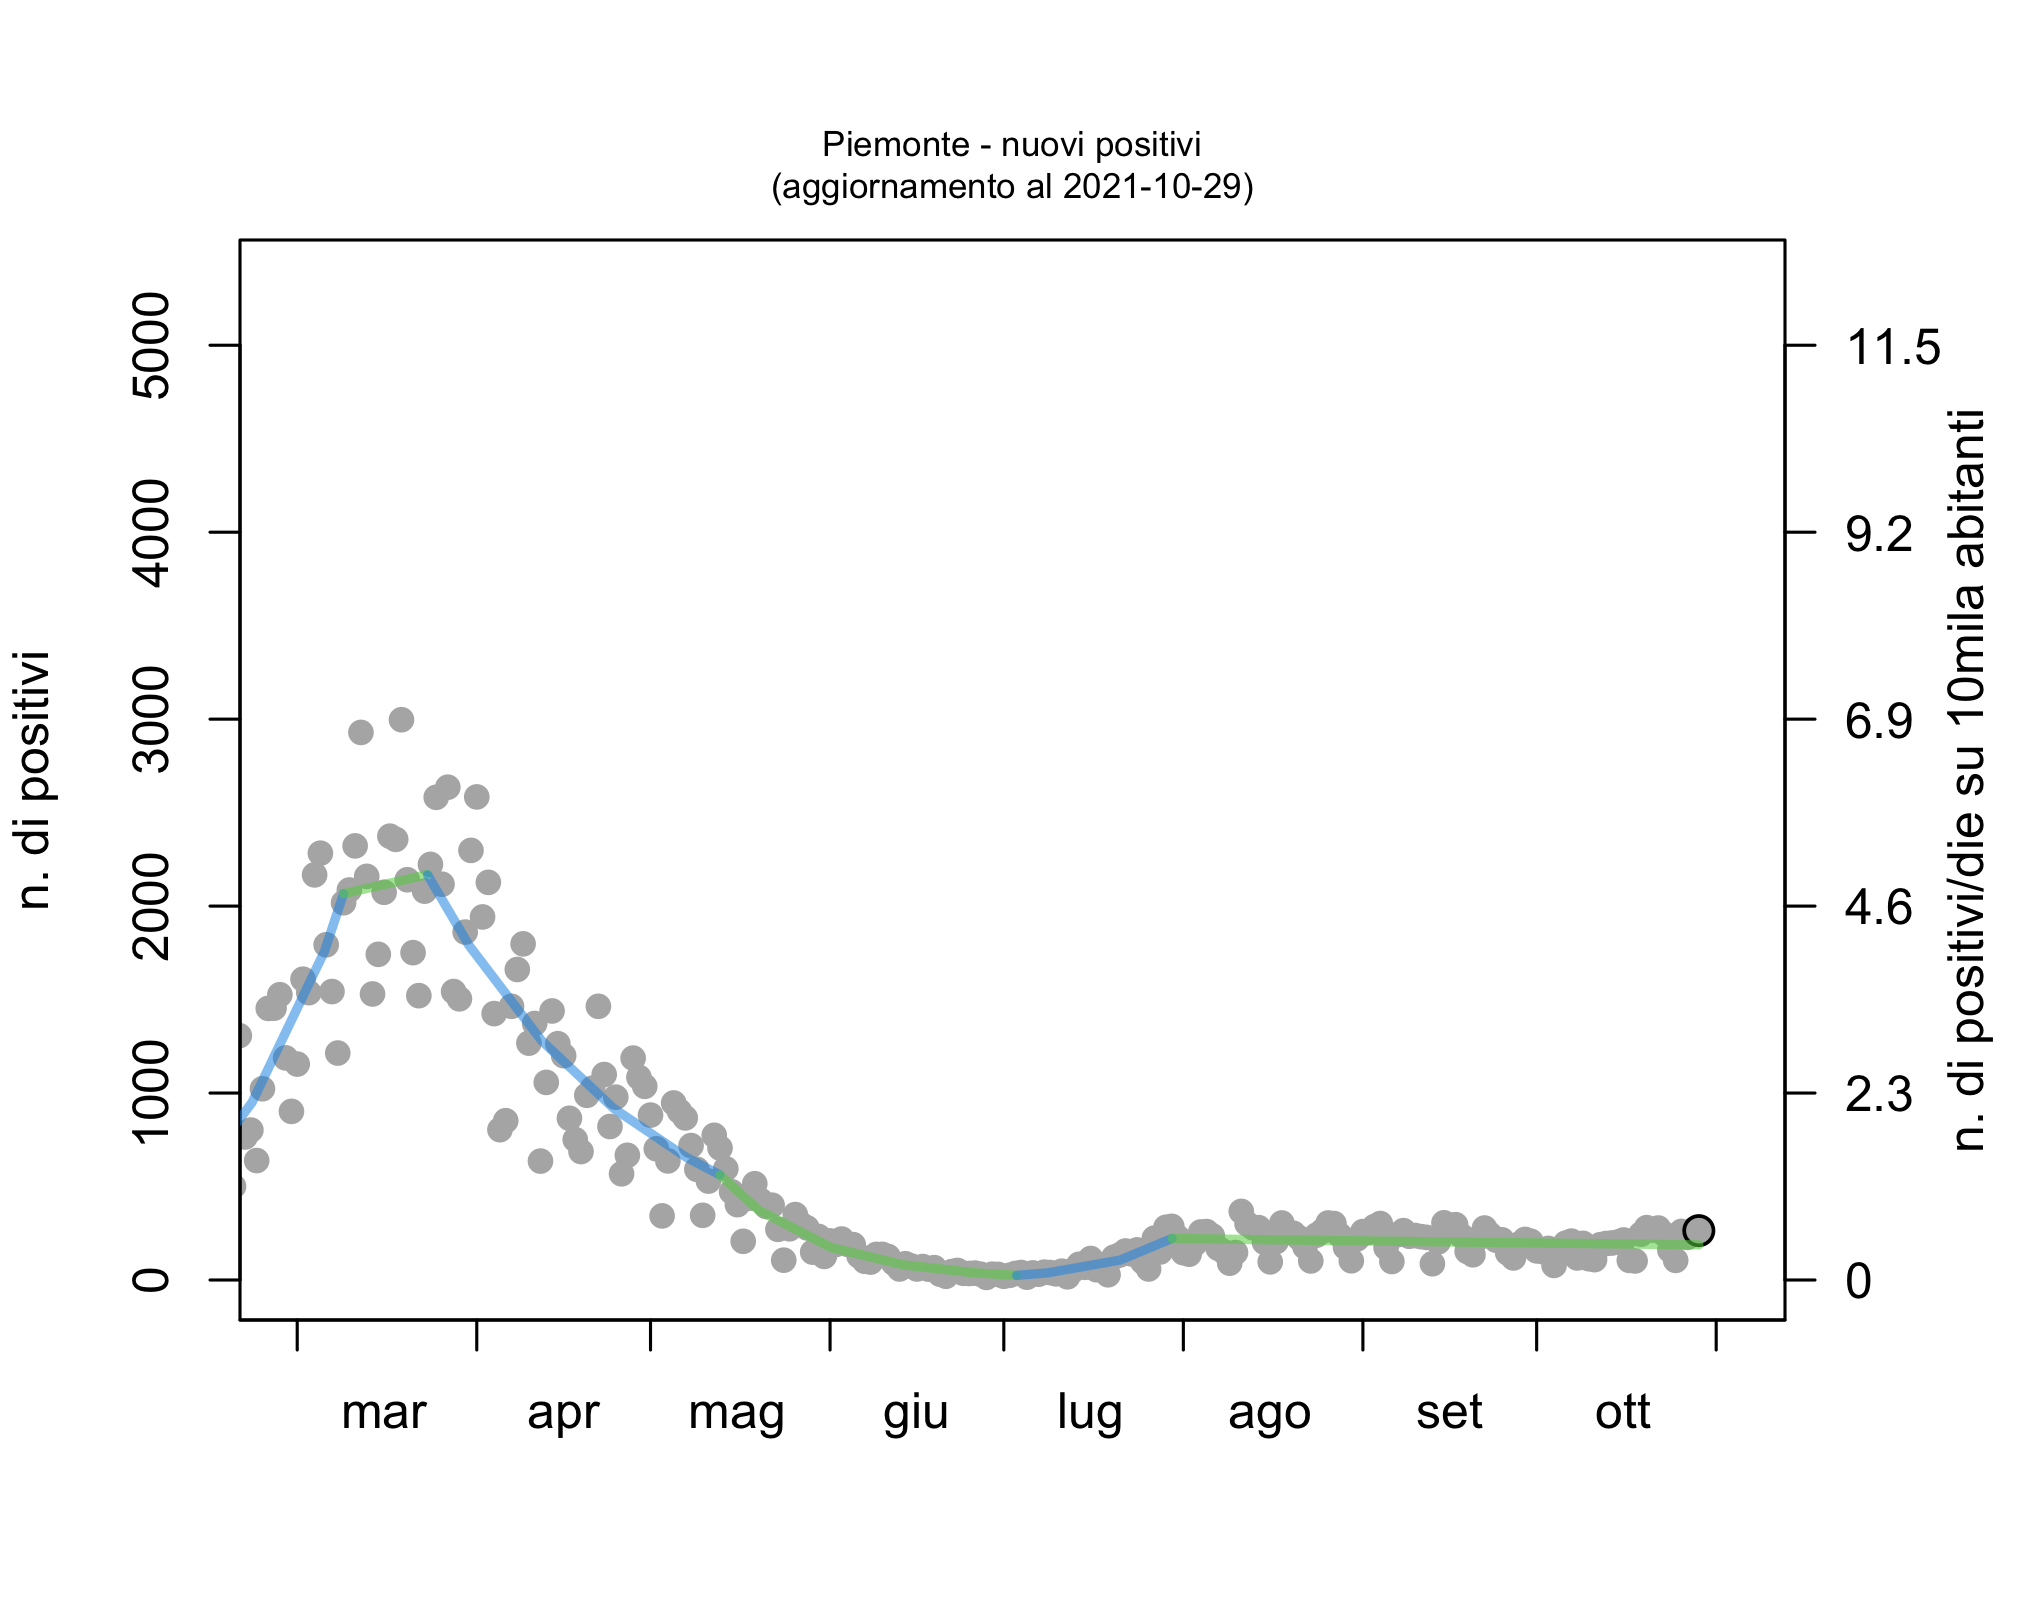 Piemonte - nuovi positivi
(aggiornamento al 2021-10-29)
n. di positivi
5000
4000
3000
2000
1000
0
11.5
9.2
6.9
4.6
2.3
0
n. di positivi/die su 10mila abitanti
mar apr mag giu lug ago set ott